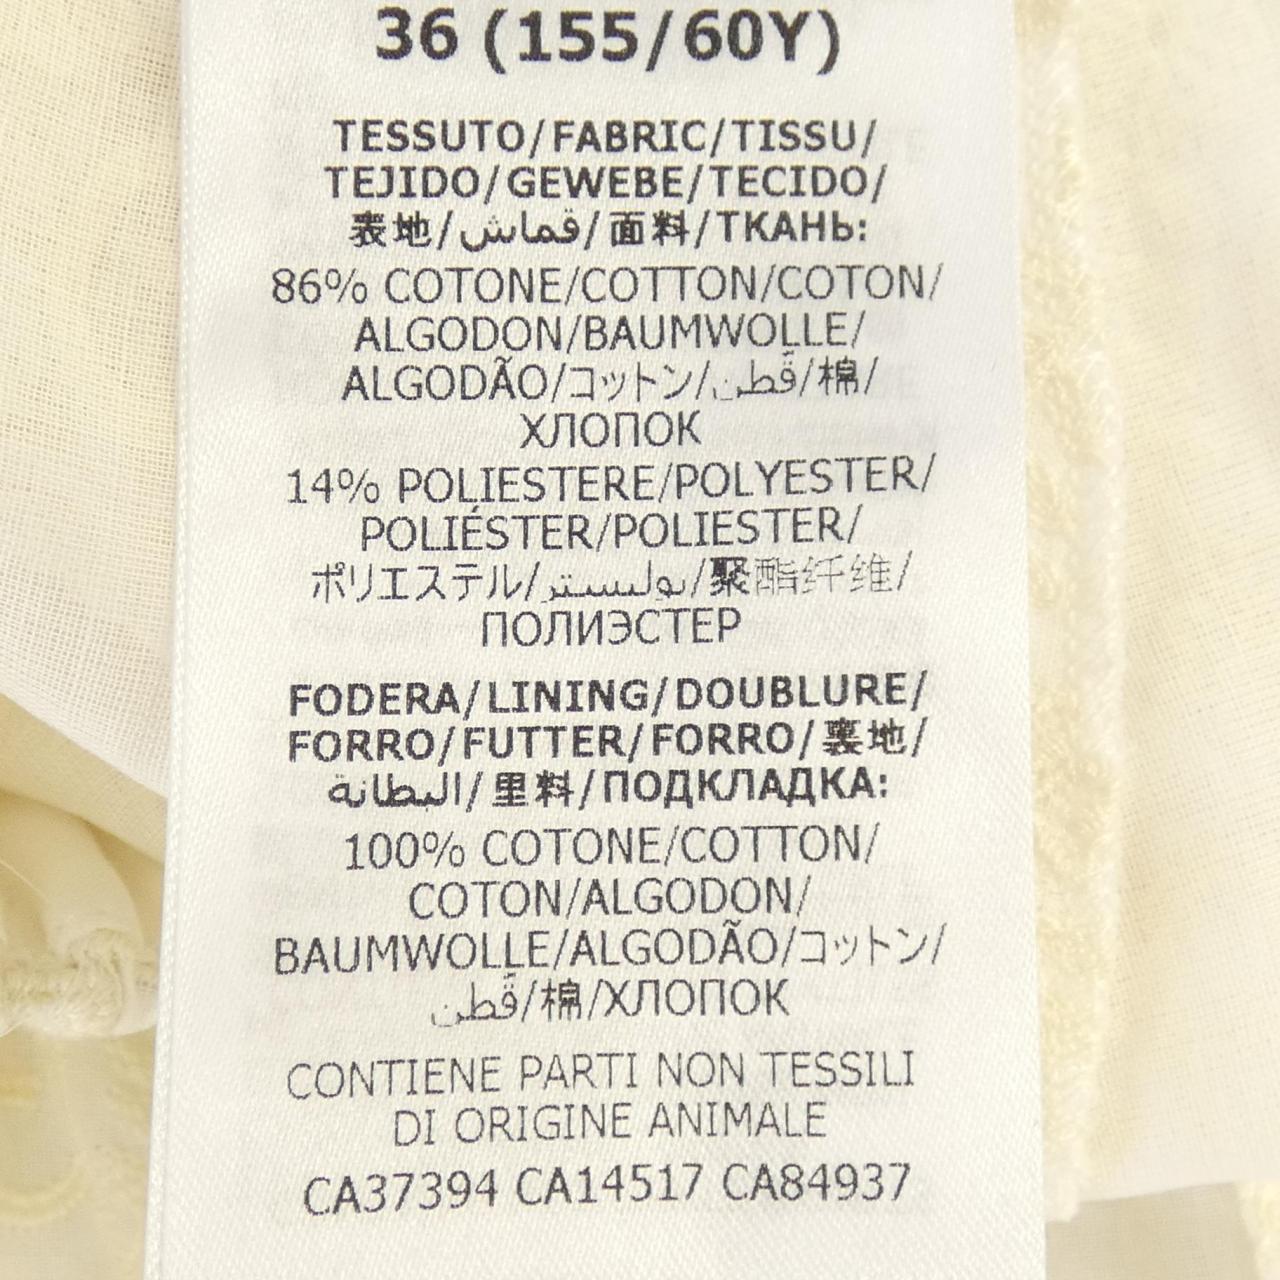 36 (155/60Y)
TESSUTO/FABRIC/TISSU/
TEJIDO/GEWEBE/TECIDO/
表地/قماش/面料/ТКАНЬ:
86% COTONE/COTTON/COTON/
ALGODON/BAUMWOLLE/
ALGODÃO/コットン/قُطن/棉/
ХЛОПОК
14% POLIESTERE/POLYESTER/
POLIÉSTER/POLIESTER/
ポリエステル/بوليستر/聚酯纤维/
ПОЛИЭСТЕР
FODERA/LINING/DOUBLURE/
FORRO/FUTTER/FORRO/裏地/
البطانة/里料/ПОДКЛАДКА:
100% COTONE/COTTON/
COTON/ALGODON/
BAUMWOLLE/ALGODÃO/コットン/
قُطن/棉/ХЛОПОК
CONTIENE PARTI NON TESSILI
DI ORIGINE ANIMALE
CA37394 CA14517 CA84937